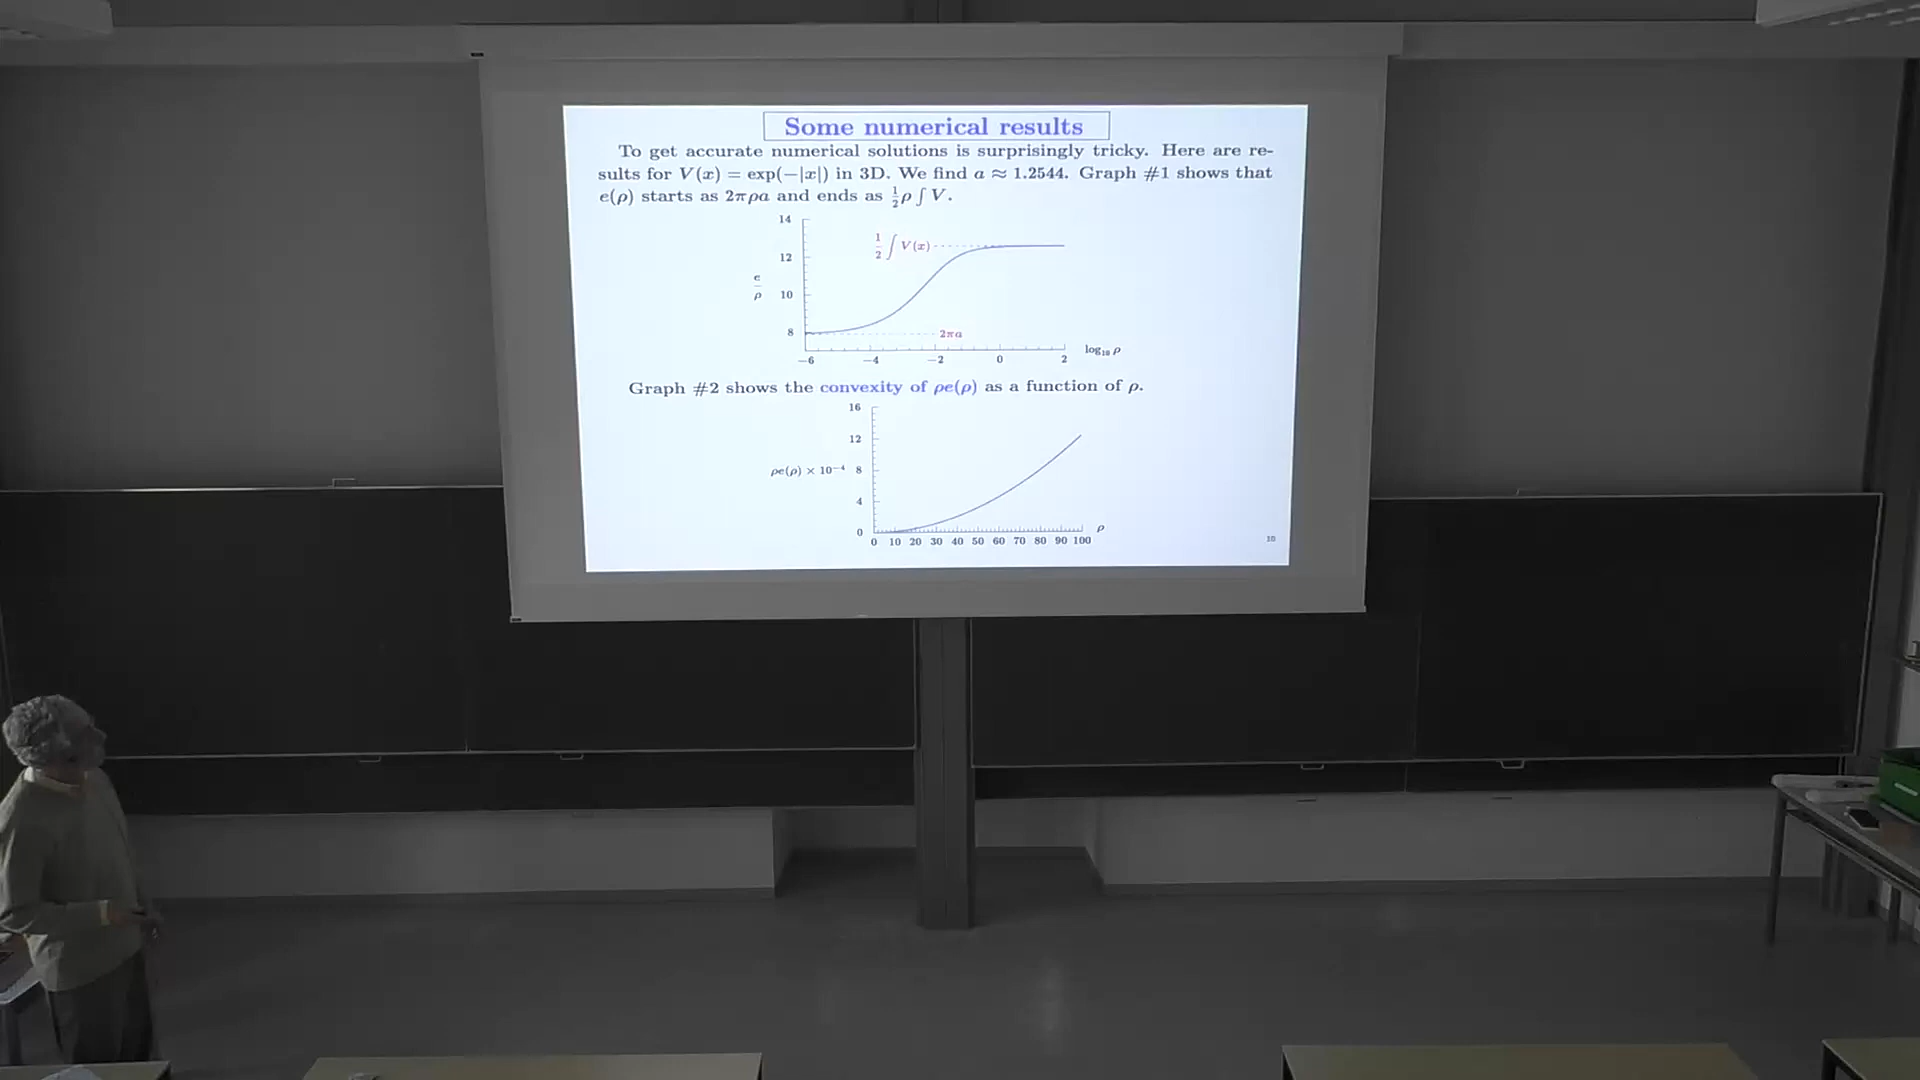 Some numerical results
To get accurate numerical solutions is surprisingly tricky. Here are re-
sults for V(x) = exp(−|x|) in 3D. We find a ≈ 1.2544. Graph #1 shows that
e(ρ) starts as 2πρa and ends as ½ρ∫V.
14
1/2 ∫ V(x)
12
e/ρ
10
8
2πa
−6 −4 −2 0 2 log₁₀ ρ
Graph #2 shows the convexity of ρe(ρ) as a function of ρ.
16
12
ρe(ρ) × 10⁻⁴ 8
4
0
ρ
0 10 20 30 40 50 60 70 80 90 100
10